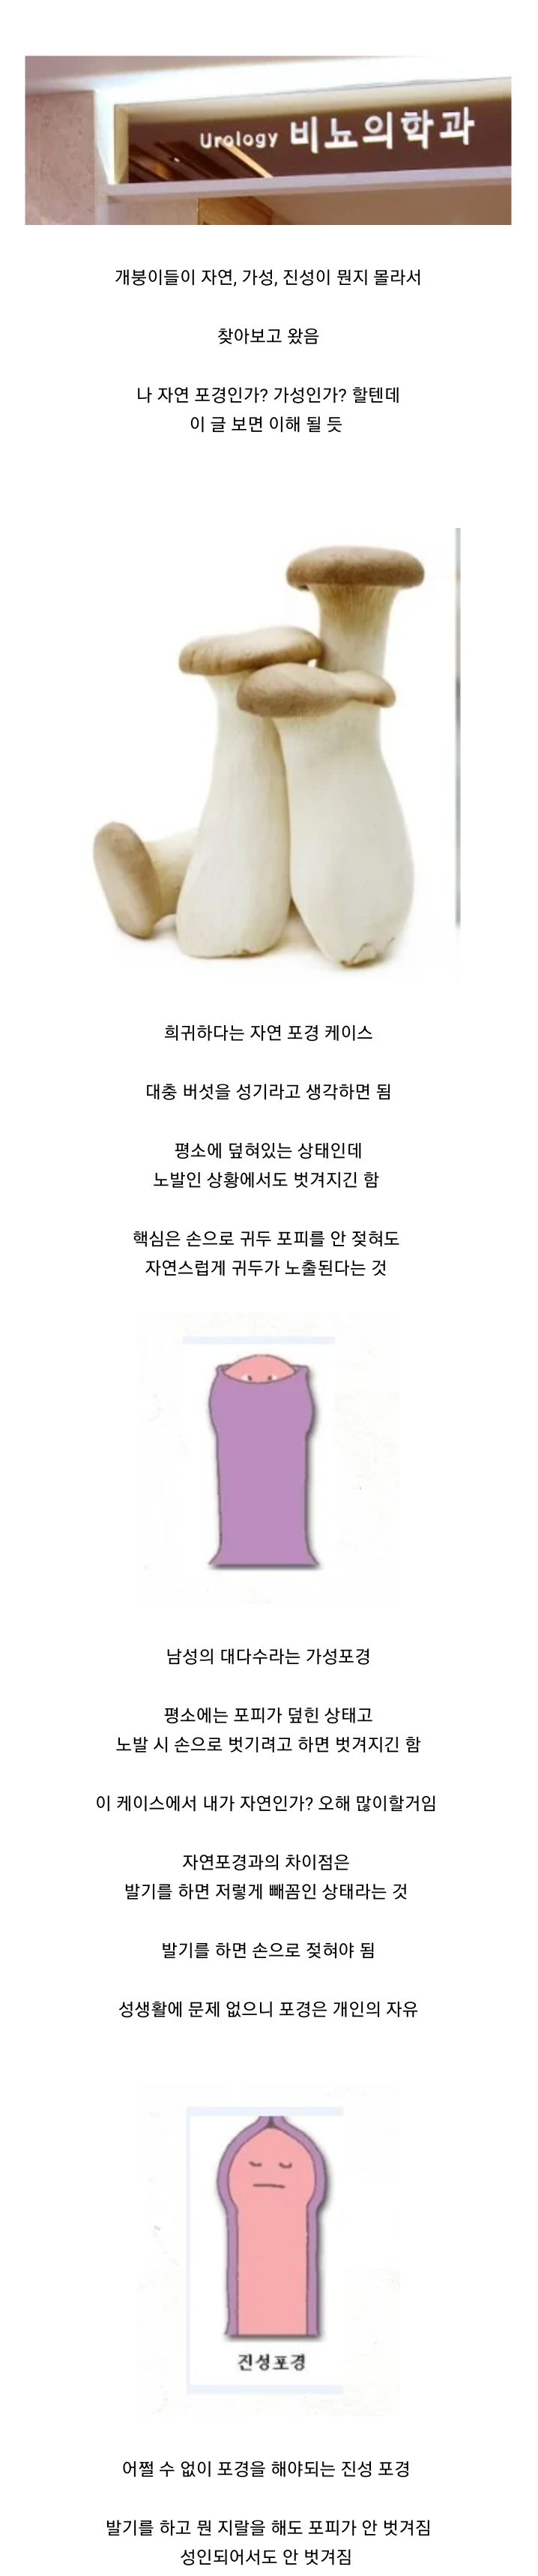 Urology 비뇨의학과
개붕이들이 자연, 가성, 진성이 뭔지 몰라서
찾아보고 왔음
나 자연 포경인가? 가성인가? 할텐데
이 글 보면 이해 될 듯
희귀하다는 자연 포경 케이스
대충 버섯을 성기라고 생각하면 됨
평소에 덮혀있는 상태인데
노발인 상황에서도 벗겨지긴 함
핵심은 손으로 귀두 포피를 안 젖혀도
자연스럽게 귀두가 노출된다는 것
남성의 대다수라는 가성포경
평소에는 포피가 덮힌 상태고
노발 시 손으로 벗기려고 하면 벗겨지긴 함
이 케이스에서 내가 자연인가? 오해 많이할거임
자연포경과의 차이점은
발기를 하면 저렇게 빼꼼인 상태라는 것
발기를 하면 손으로 젖혀야 됨
성생활에 문제 없으니 포경은 개인의 자유
진성포경
어쩔 수 없이 포경을 해야되는 진성 포경
발기를 하고 뭔 지랄을 해도 포피가 안 벗겨짐
성인되어서도 안 벗겨짐